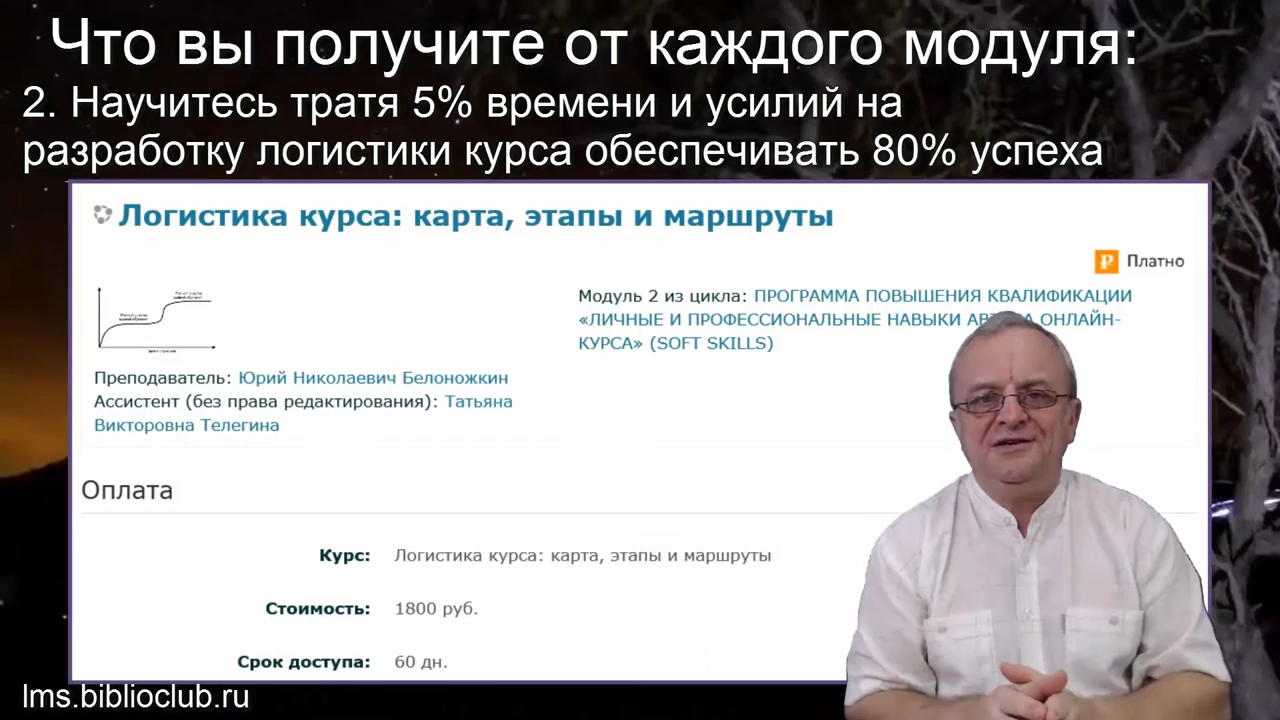 Что вы получите от каждого модуля:
2. Научитесь тратя 5% времени и усилий на
разработку логистики курса обеспечивать 80% успеха
Логистика курса: карта, этапы и маршруты
₽ Платно
Модуль 2 из цикла: ПРОГРАММА ПОВЫШЕНИЯ КВАЛИФИКАЦИИ
«ЛИЧНЫЕ И ПРОФЕССИОНАЛЬНЫЕ НАВЫКИ ОНЛАЙН-
КУРСА» (SOFT SKILLS)
Преподаватель: Юрий Николаевич Белоножкин
Ассистент (без права редактирования): Татьяна
Викторовна Телегина
Оплата
Курс: Логистика курса: карта, этапы и маршруты
Стоимость: 1800 руб.
Срок доступа: 60 дн.
lms.biblioclub.ru